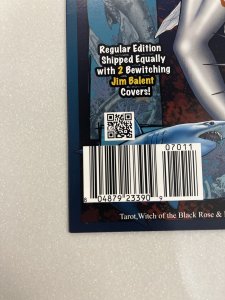 Regular Edition
Shipped Equally
with 2 Bewitching
Jim Balent
Covers!
07011
8 04879 23390 9
Tarot, Witch of the Black Rose &